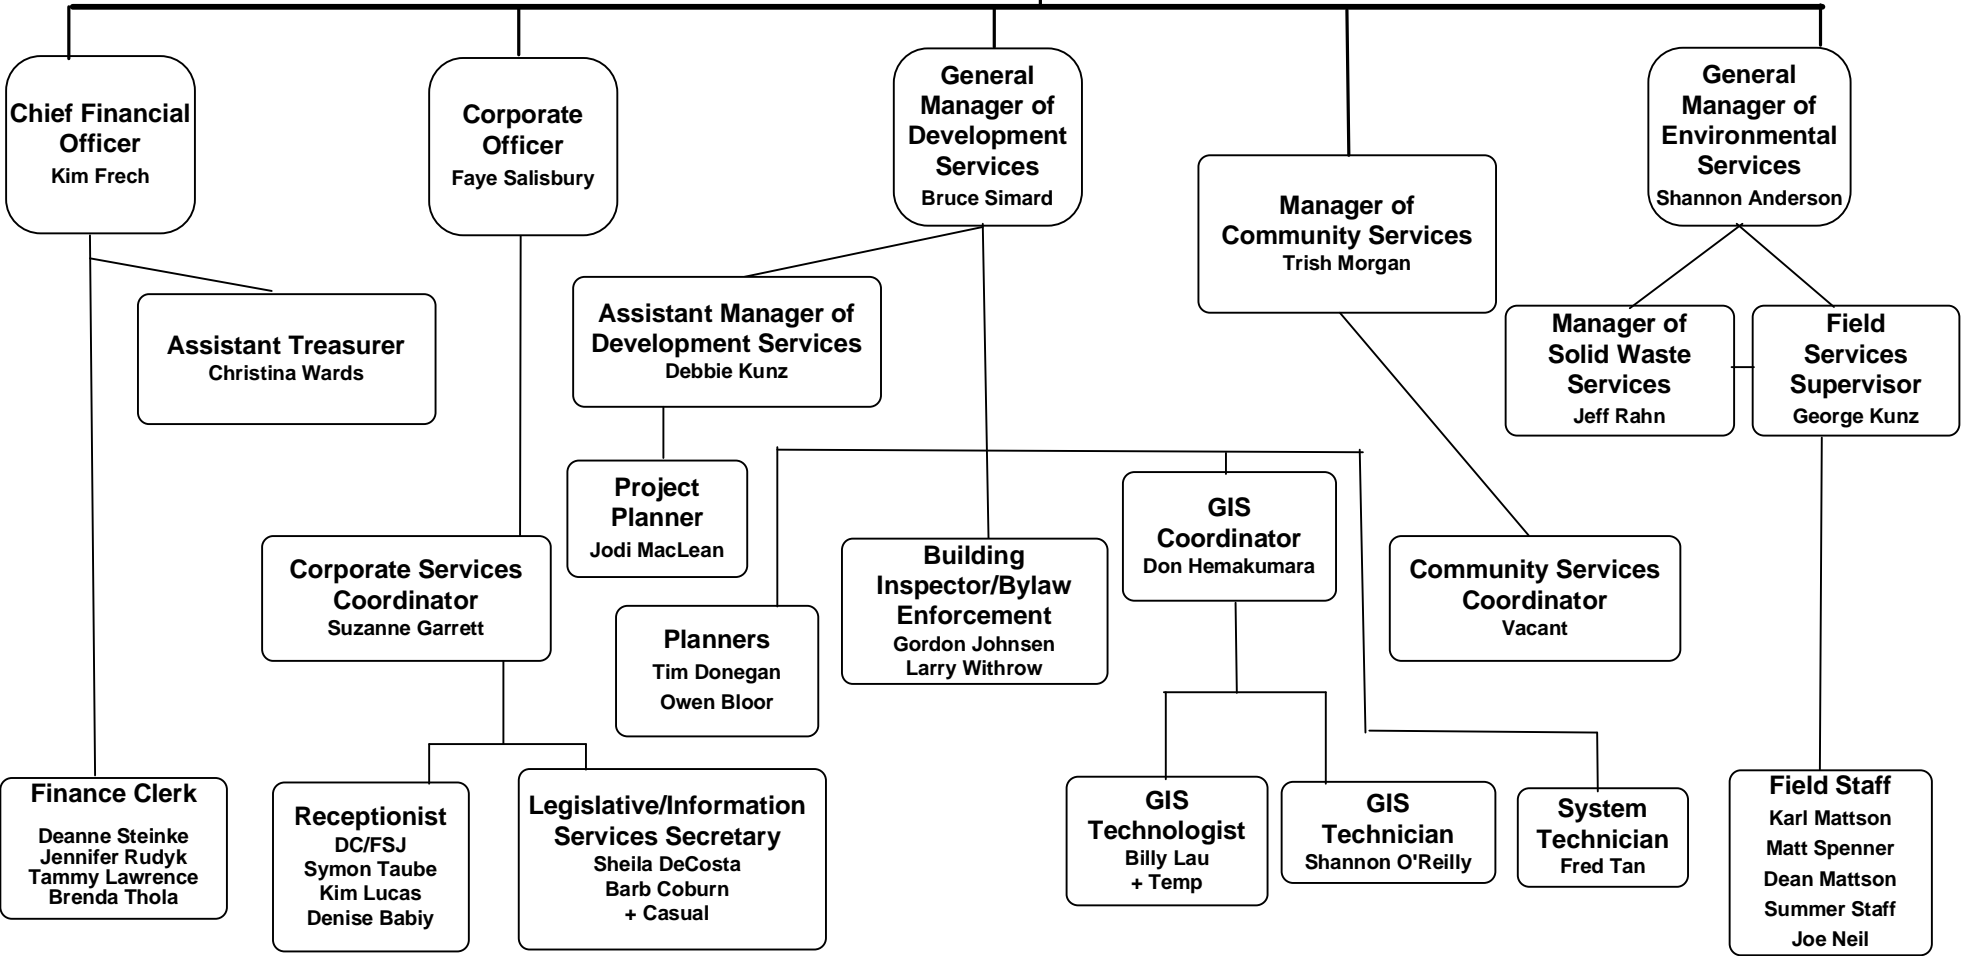 Chief Financial
Officer
Kim Frech
Corporate
Officer
Faye Salisbury
General
Manager of
Development
Services
Bruce Simard
Manager of
Community Services
Trish Morgan
General
Manager of
Environmental
Services
Shannon Anderson
Assistant Treasurer
Christina Wards
Assistant Manager of
Development Services
Debbie Kunz
Manager of
Solid Waste
Services
Jeff Rahn
Field
Services
Supervisor
George Kunz
Project
Planner
Jodi MacLean
GIS
Coordinator
Don Hemakumara
Corporate Services
Coordinator
Suzanne Garrett
Building
Inspector/Bylaw
Enforcement
Gordon Johnsen
Larry Withrow
Community Services
Coordinator
Vacant
Planners
Tim Donegan
Owen Bloor
Finance Clerk
Deanne Steinke
Jennifer Rudyk
Tammy Lawrence
Brenda Thola
Receptionist
DC/FSJ
Symon Taube
Kim Lucas
Denise Babiy
Legislative/Information
Services Secretary
Sheila DeCosta
Barb Coburn
+ Casual
GIS
Technologist
Billy Lau
+ Temp
GIS
Technician
Shannon O'Reilly
System
Technician
Fred Tan
Field Staff
Karl Mattson
Matt Spenner
Dean Mattson
Summer Staff
Joe Neil